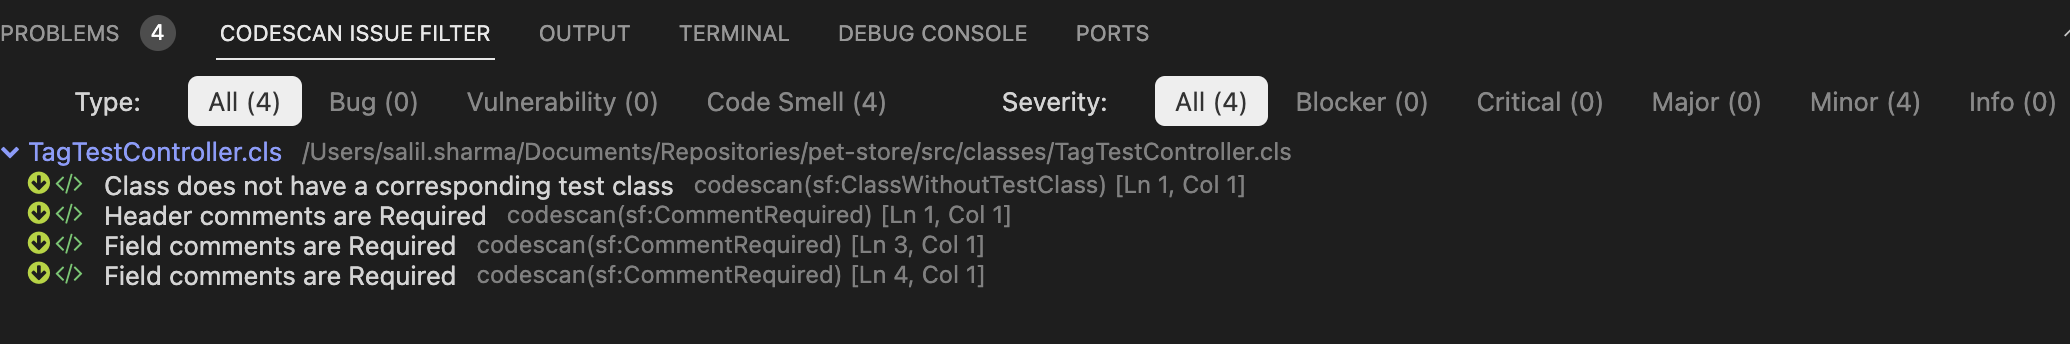 PROBLEMS 4 CODESCAN ISSUE FILTER OUTPUT TERMINAL DEBUG CONSOLE PORTS
Type: All (4) Bug (0) Vulnerability (0) Code Smell (4) Severity: All (4) Blocker (0) Critical (0) Major (0) Minor (4) Info (0)
TagTestController.cls /Users/salil.sharma/Documents/Repositories/pet-store/src/classes/TagTestController.cls
</> Class does not have a corresponding test class codescan(sf:ClassWithoutTestClass) [Ln 1, Col 1]
</> Header comments are Required codescan(sf:CommentRequired) [Ln 1, Col 1]
</> Field comments are Required codescan(sf:CommentRequired) [Ln 3, Col 1]
</> Field comments are Required codescan(sf:CommentRequired) [Ln 4, Col 1]